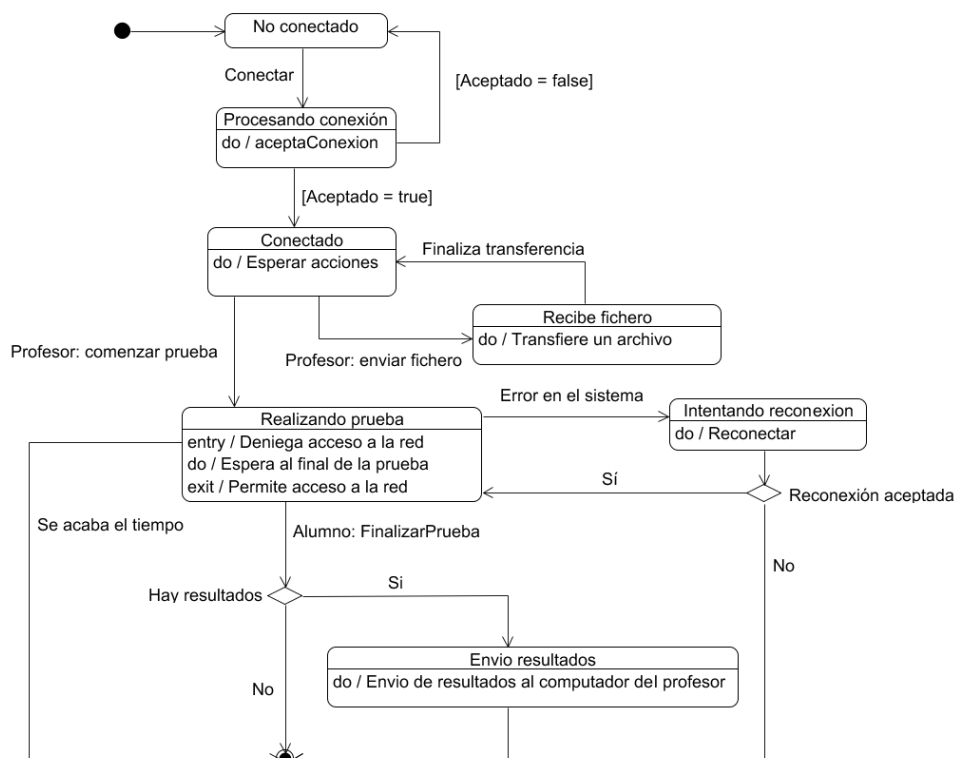 No conectado
Conectar
[Aceptado = false]
Procesando conexión
do / aceptaConexion
[Aceptado = true]
Conectado
do / Esperar acciones
Finaliza transferencia
Recibe fichero
do / Transfiere un archivo
Profesor: comenzar prueba
Profesor: enviar fichero
Error en el sistema
Realizando prueba
entry / Deniega acceso a la red
do / Espera al final de la prueba
exit / Permite acceso a la red
Intentando reconexion
do / Reconectar
Sí
Reconexión aceptada
Se acaba el tiempo
Alumno: FinalizarPrueba
No
Hay resultados
Si
Envio resultados
do / Envio de resultados al computador del profesor
No